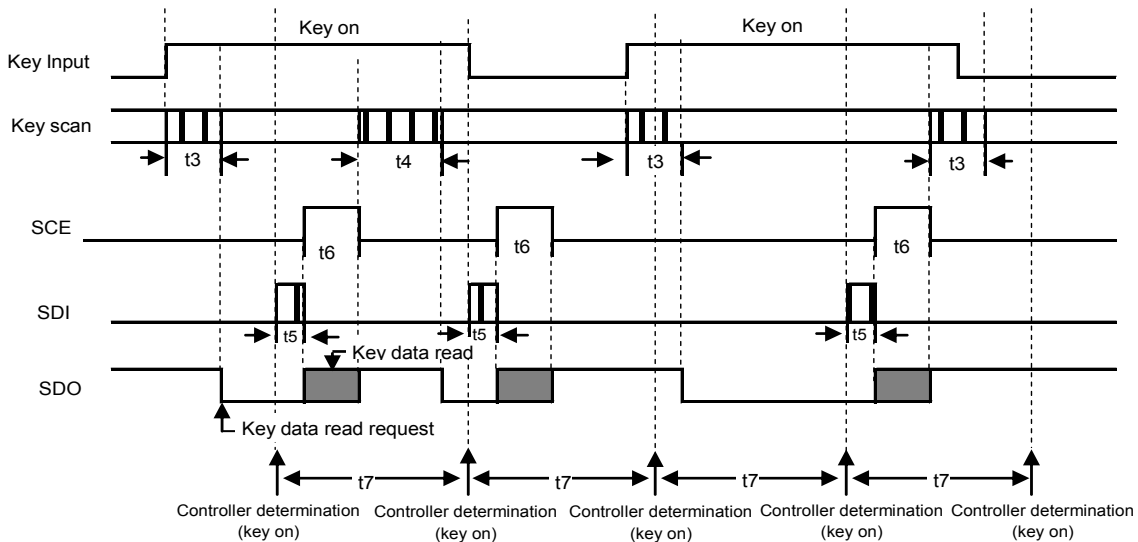 Key on
Key on
Key Input
Key scan
t3
t4
t3
t3
SCE
t6
t6
t6
SDI
t5
t5
t5
Key data read
SDO
Key data read request
t7
t7
t7
t7
Controller determination
(key on)
Controller determination
(key on)
Controller determination
(key on)
Controller determination
(key on)
Controller determination
(key on)